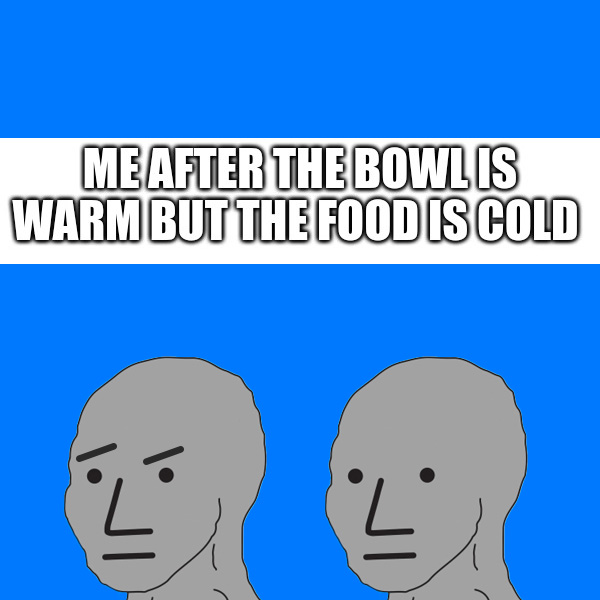 ME AFTER THE BOWL IS
WARM BUT THE FOOD IS COLD